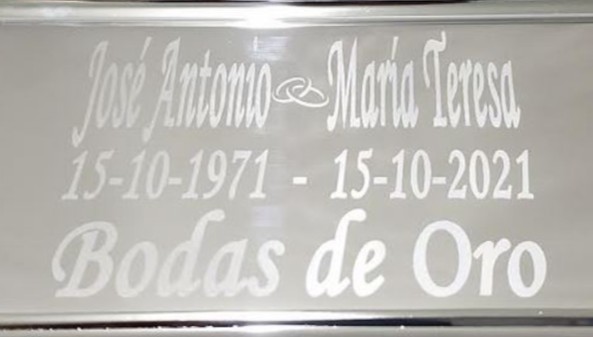 José Antonio María Teresa
15-10-1971 - 15-10-2021
Bodas de Oro